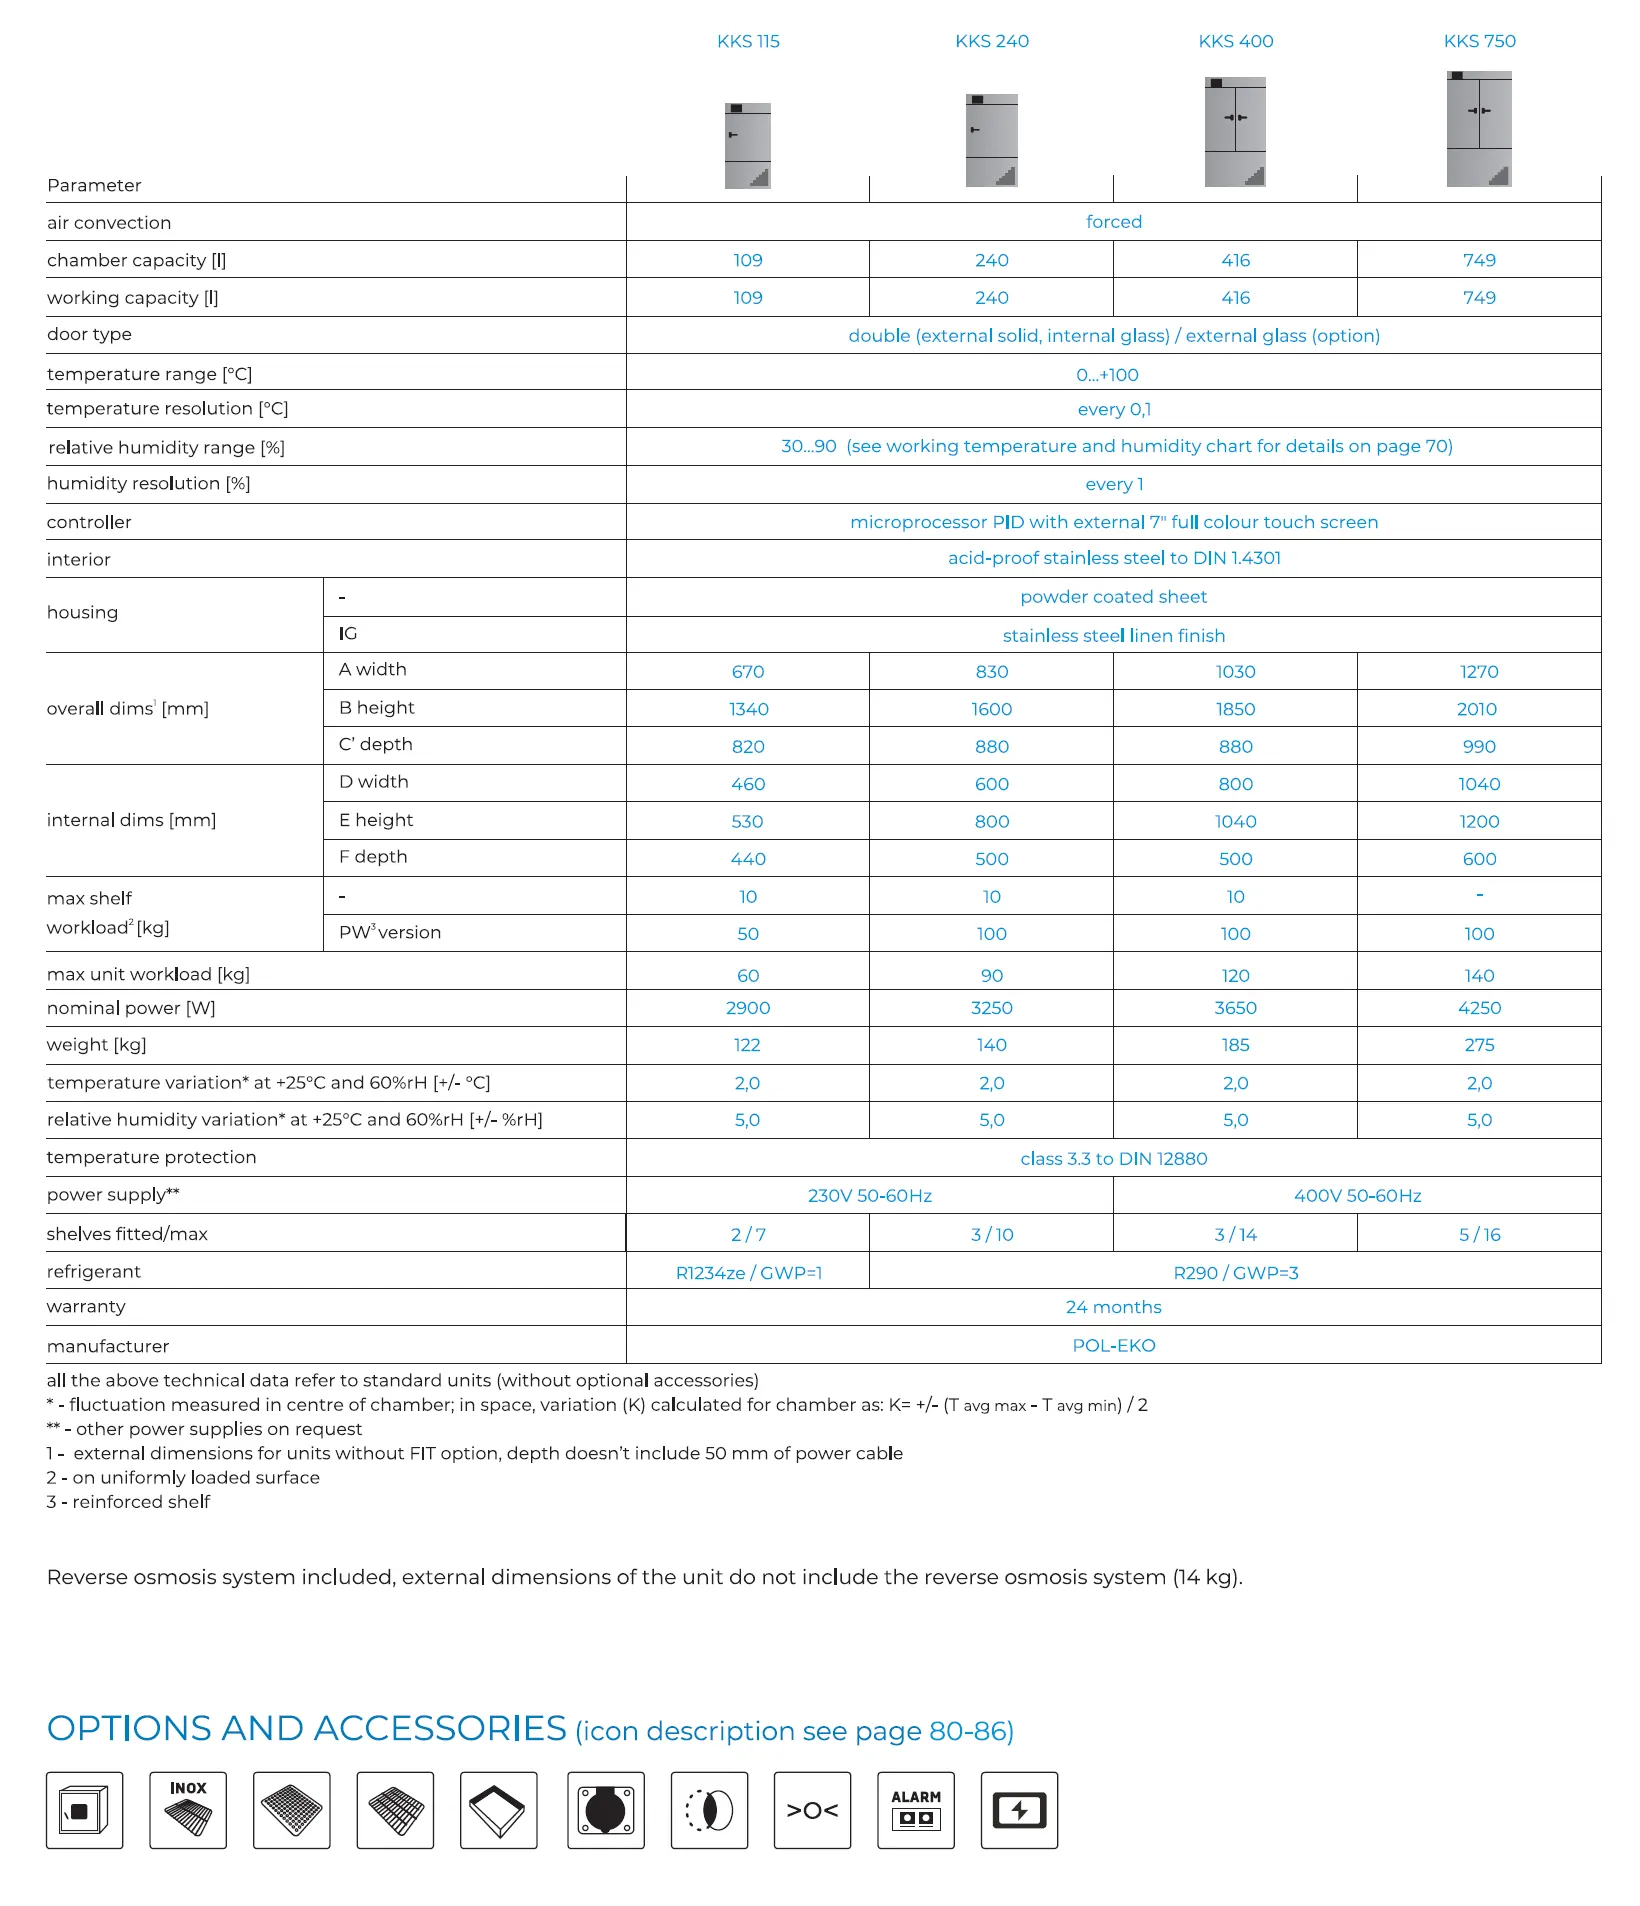 KKS 115 KKS 240 KKS 400 KKS 750
Parameter
air convection forced
chamber capacity [l] 109 240 416 749
working capacity [l] 109 240 416 749
door type double (external solid, internal glass) / external glass (option)
temperature range [°C] 0...+100
temperature resolution [°C] every 0,1
relative humidity range [%] 30...90 (see working temperature and humidity chart for details on page 70)
humidity resolution [%] every 1
controller microprocessor PID with external 7" full colour touch screen
interior acid-proof stainless steel to DIN 1.4301
housing - powder coated sheet
IG stainless steel linen finish
overall dims¹ [mm] A width 670 830 1030 1270
B height 1340 1600 1850 2010
C’ depth 820 880 880 990
internal dims [mm] D width 460 600 800 1040
E height 530 800 1040 1200
F depth 440 500 500 600
max shelf workload² [kg] - 10 10 10 -
PW³ version 50 100 100 100
max unit workload [kg] 60 90 120 140
nominal power [W] 2900 3250 3650 4250
weight [kg] 122 140 185 275
temperature variation* at +25°C and 60%rH [+/- °C] 2,0 2,0 2,0 2,0
relative humidity variation* at +25°C and 60%rH [+/- %rH] 5,0 5,0 5,0 5,0
temperature protection class 3.3 to DIN 12880
power supply** 230V 50-60Hz 400V 50-60Hz
shelves fitted/max 2 / 7 3 / 10 3 / 14 5 / 16
refrigerant R1234ze / GWP=1 R290 / GWP=3
warranty 24 months
manufacturer POL-EKO
all the above technical data refer to standard units (without optional accessories)
* - fluctuation measured in centre of chamber; in space, variation (K) calculated for chamber as: K= +/- (T avg max - T avg min) / 2
** - other power supplies on request
1 - external dimensions for units without FIT option, depth doesn’t include 50 mm of power cable
2 - on uniformly loaded surface
3 - reinforced shelf
Reverse osmosis system included, external dimensions of the unit do not include the reverse osmosis system (14 kg).
OPTIONS AND ACCESSORIES (icon description see page 80-86)
INOX
>O<
ALARM